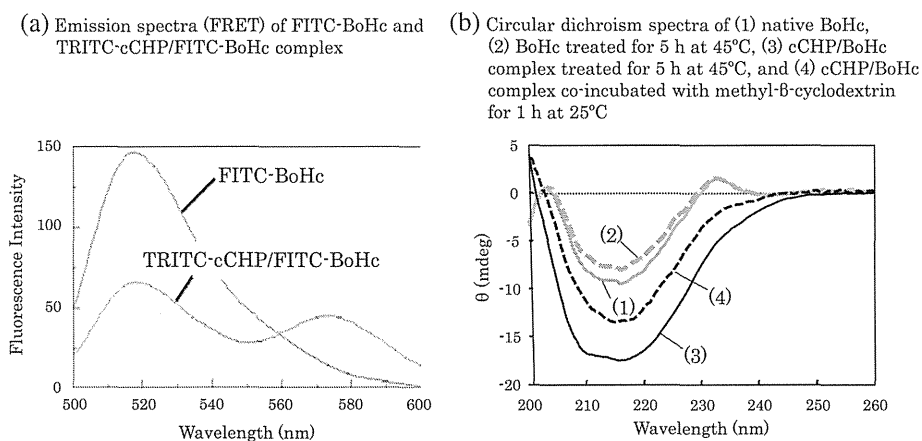 (a) Emission spectra (FRET) of FITC-BoHc and
TRITC-cCHP/FITC-BoHc complex
(b) Circular dichroism spectra of (1) native BoHc,
(2) BoHc treated for 5 h at 45°C, (3) cCHP/BoHc
complex treated for 5 h at 45°C, and (4) cCHP/BoHc
complex co-incubated with methyl-ß-cyclodextrin
for 1 h at 25°C
150
100
50
0
Fluorescence Intensity
FITC-BoHc
TRITC-cCHP/FITC-BoHc
500 520 540 560 580 600
Wavelength (nm)
5
0
-5
-10
-15
-20
θ (mdeg)
(2)
(1)
(4)
(3)
200 210 220 230 240 250 260
Wavelength (nm)